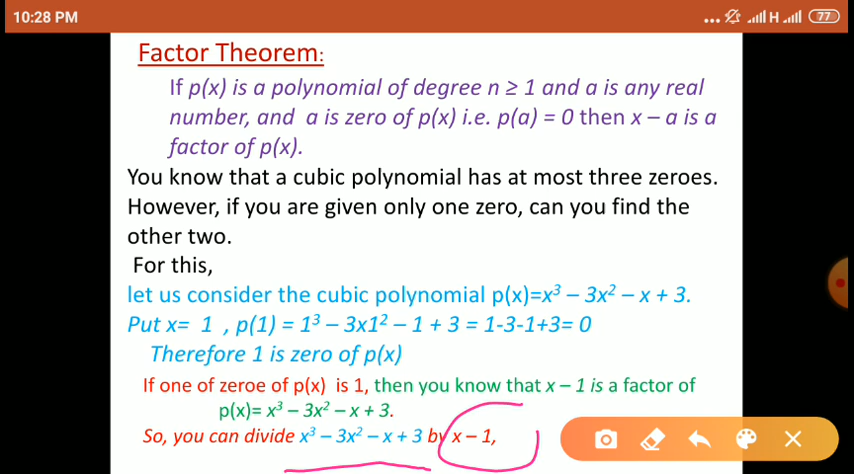 10:28 PM
H 77
Factor Theorem:
If p(x) is a polynomial of degree n ≥ 1 and a is any real
number, and a is zero of p(x) i.e. p(a) = 0 then x – a is a
factor of p(x).
You know that a cubic polynomial has at most three zeroes.
However, if you are given only one zero, can you find the
other two.
For this,
let us consider the cubic polynomial p(x)=x³ – 3x² – x + 3.
Put x= 1 , p(1) = 1³ – 3x1² – 1 + 3 = 1-3-1+3= 0
Therefore 1 is zero of p(x)
If one of zeroe of p(x) is 1, then you know that x – 1 is a factor of
p(x)= x³ – 3x² – x + 3.
So, you can divide x³ – 3x² – x + 3 by x – 1,